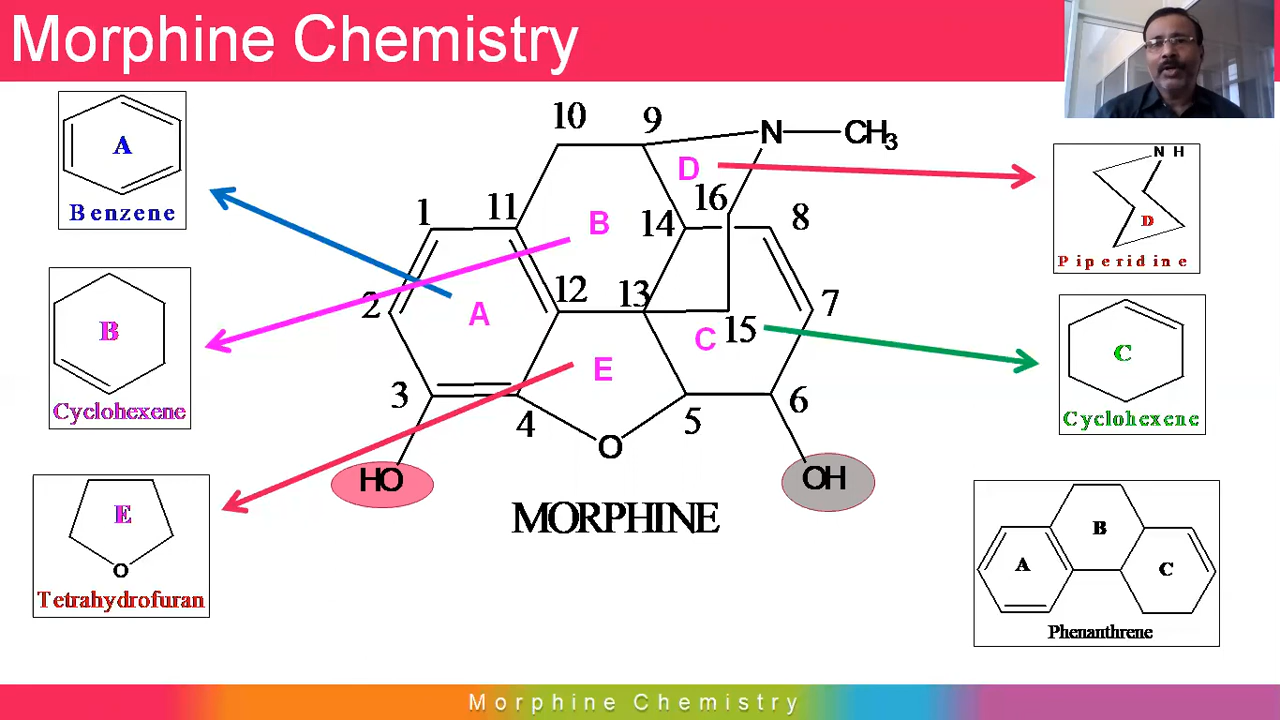 Morphine Chemistry
A
Benzene
B
Cyclohexene
E
Tetrahydrofuran
10
9
N
CH3
D
16
1
11
B
14
8
2
A
12
13
C
15
7
3
E
4
5
6
O
HO
OH
MORPHINE
N H
D
Piperidine
C
Cyclohexene
A
B
C
Phenanthrene
Morphine Chemistry